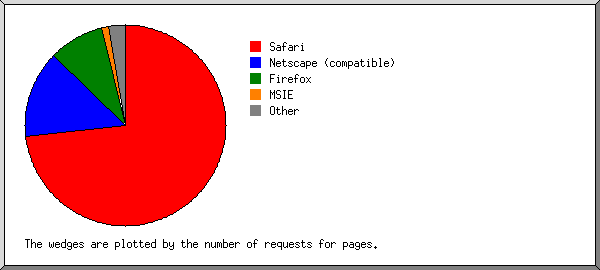 Safari
Netscape (compatible)
Firefox
MSIE
Other
The wedges are plotted by the number of requests for pages.